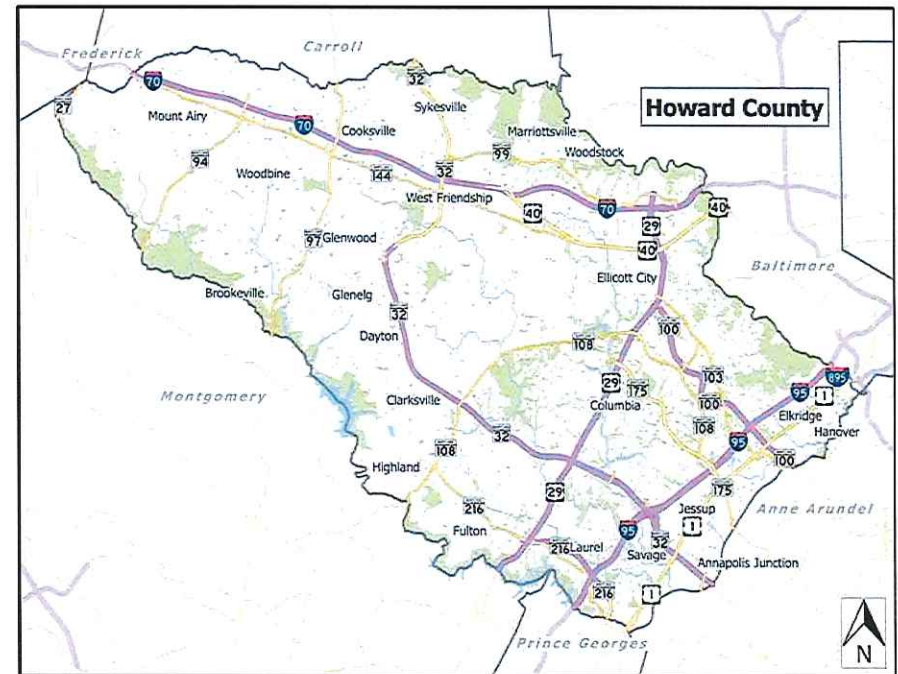 Carroll
Frederick
70
32
27
Howard County
Sykesville
Mount Airy
70
Cooksville
Marriottsville
99
Woodstock
94
Woodbine
144
32
West Friendship
70
40
40
29
40
97
Glenwood
Ellicott City
Baltimore
Brookeville
Glenelg
32
Dayton
100
108
103
95
895
1
Montgomery
29
175
Columbia
100
Elkridge
Clarksville
108
Hanover
32
95
108
100
Highland
175
29
216
Jessup
Anne Arundel
Fulton
95
1
216
Laurel
Savage
32
Annapolis Junction
216
1
Prince Georges
N